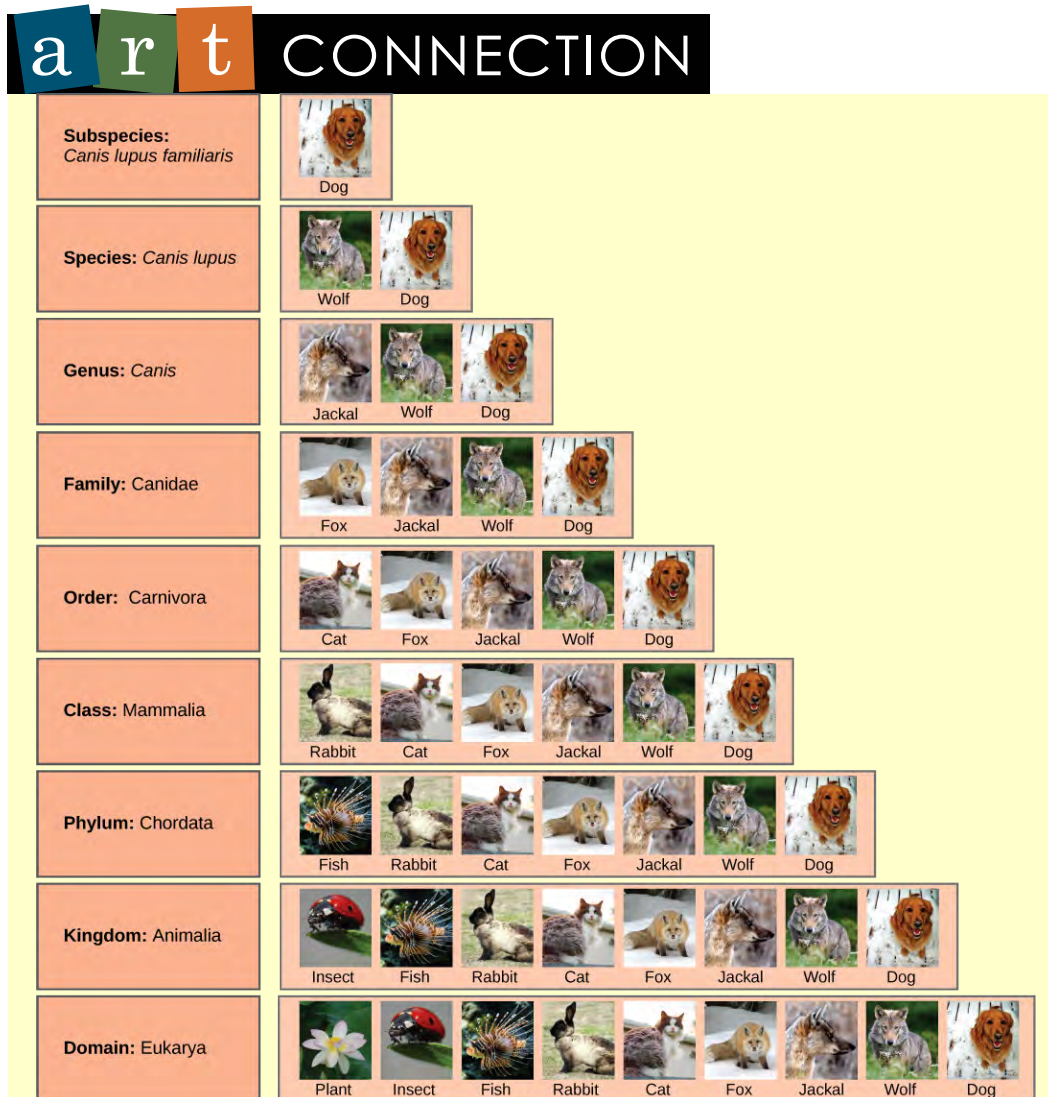 art CONNECTION
Subspecies:
Canis lupus familiaris
Dog
Species: Canis lupus
Wolf Dog
Genus: Canis
Jackal Wolf Dog
Family: Canidae
Fox Jackal Wolf Dog
Order: Carnivora
Cat Fox Jackal Wolf Dog
Class: Mammalia
Rabbit Cat Fox Jackal Wolf Dog
Phylum: Chordata
Fish Rabbit Cat Fox Jackal Wolf Dog
Kingdom: Animalia
Insect Fish Rabbit Cat Fox Jackal Wolf Dog
Domain: Eukarya
Plant Insect Fish Rabbit Cat Fox Jackal Wolf Dog